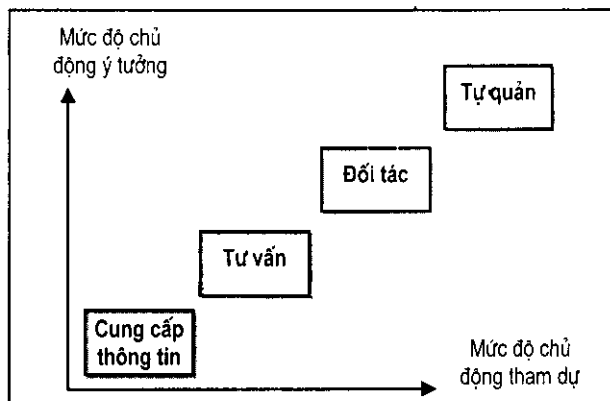 Mức độ chủ
động ý tưởng
Tự quản
Đối tác
Tư vấn
Cung cấp
thông tin
Mức độ chủ
động tham dự